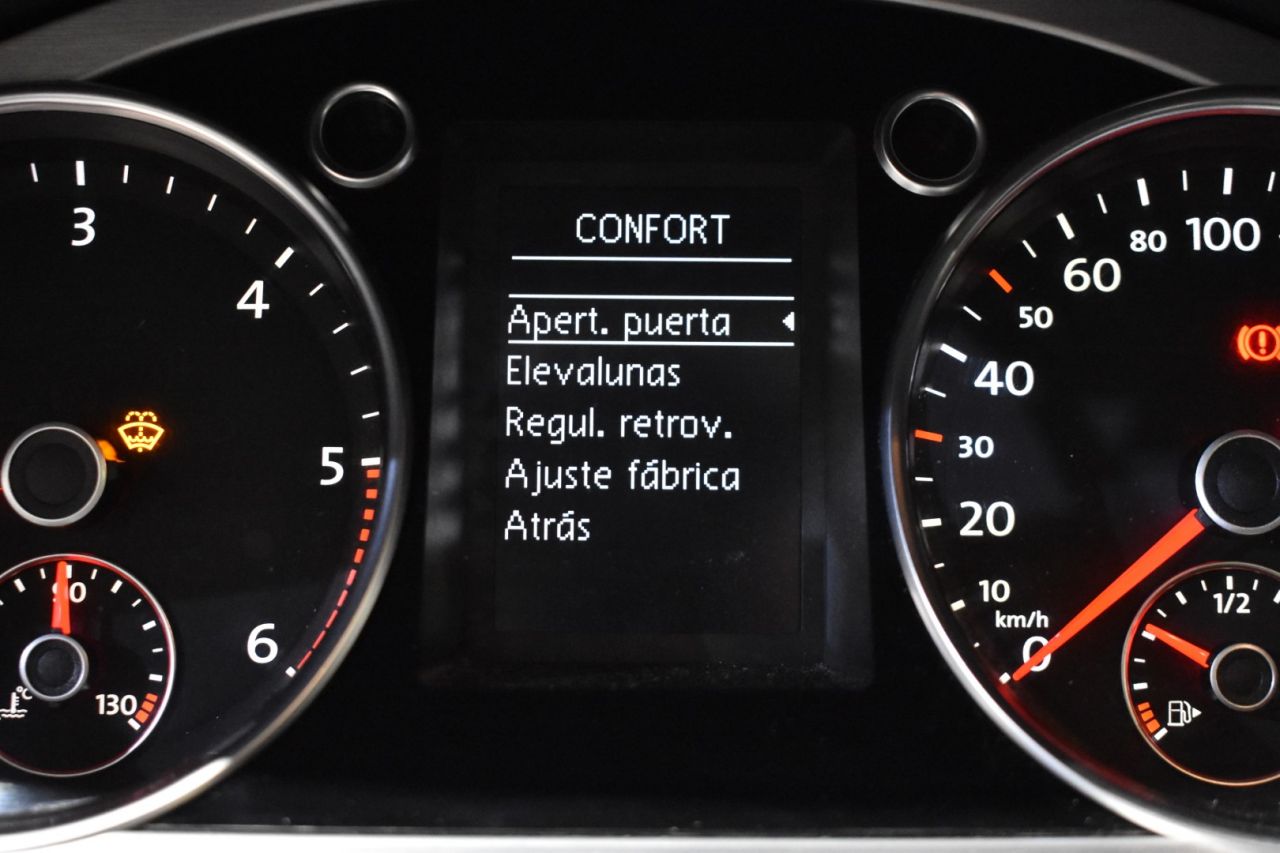 CONFORT
Apert. puerta
Elevalunas
Regul. retrov.
Ajuste fábrica
Atrás
3
4
5
6
90
130
°C
100
80
60
50
40
30
20
10
km/h
0
1/2